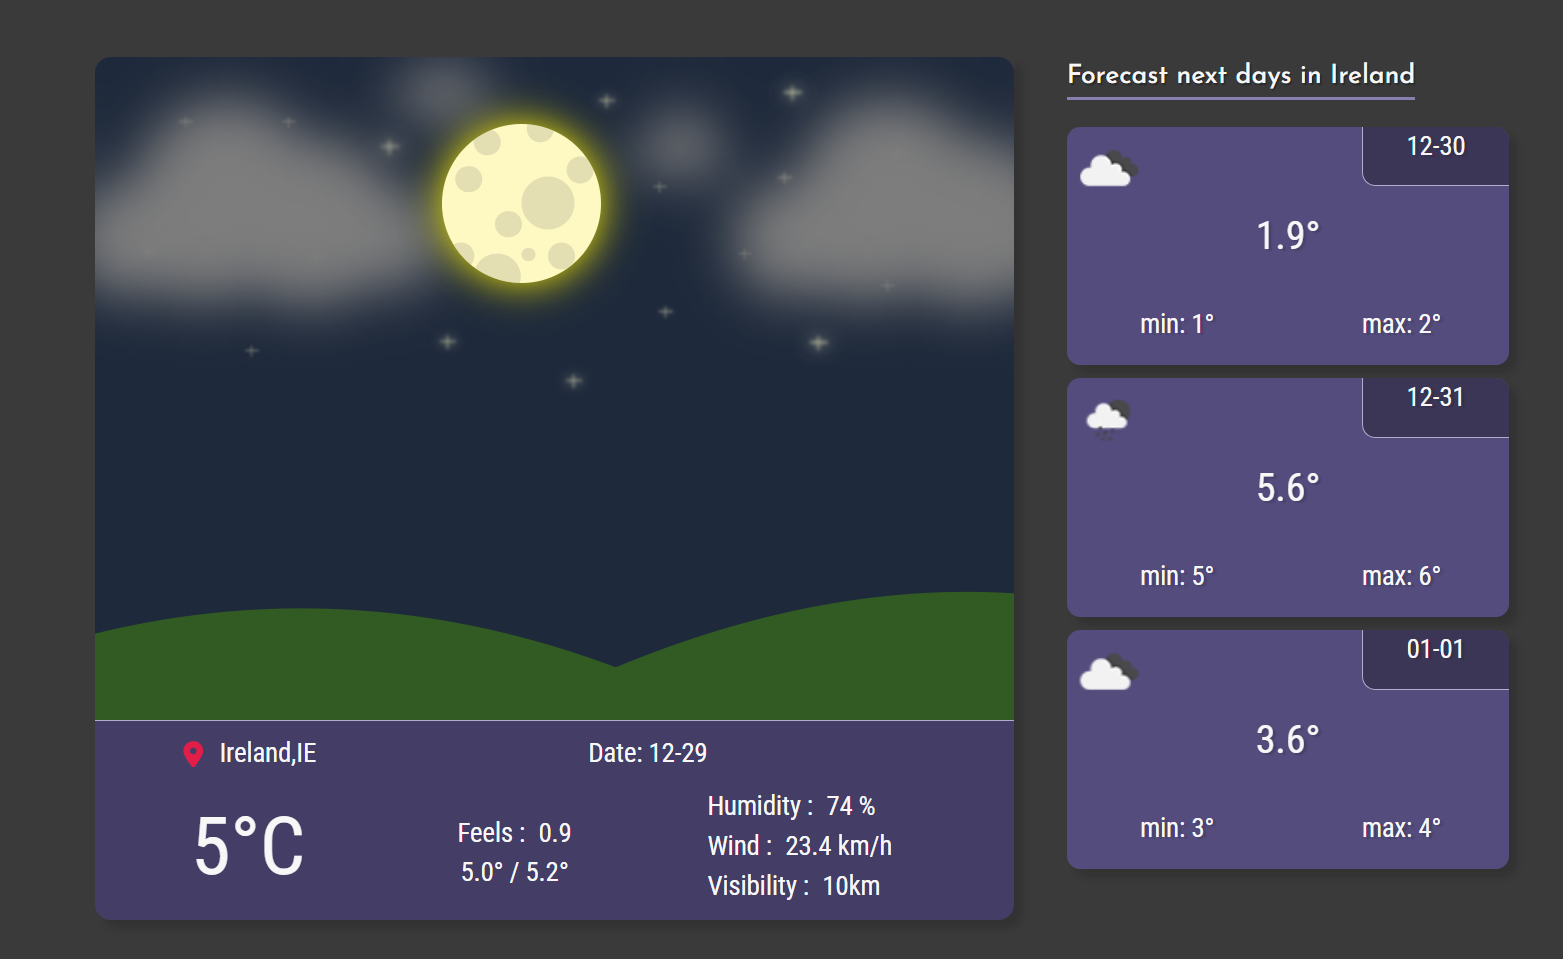 Ireland,IE
Date: 12-29
5°C
Feels : 0.9
5.0° / 5.2°
Humidity : 74 %
Wind : 23.4 km/h
Visibility : 10km
Forecast next days in Ireland
12-30
1.9°
min: 1°
max: 2°
12-31
5.6°
min: 5°
max: 6°
01-01
3.6°
min: 3°
max: 4°